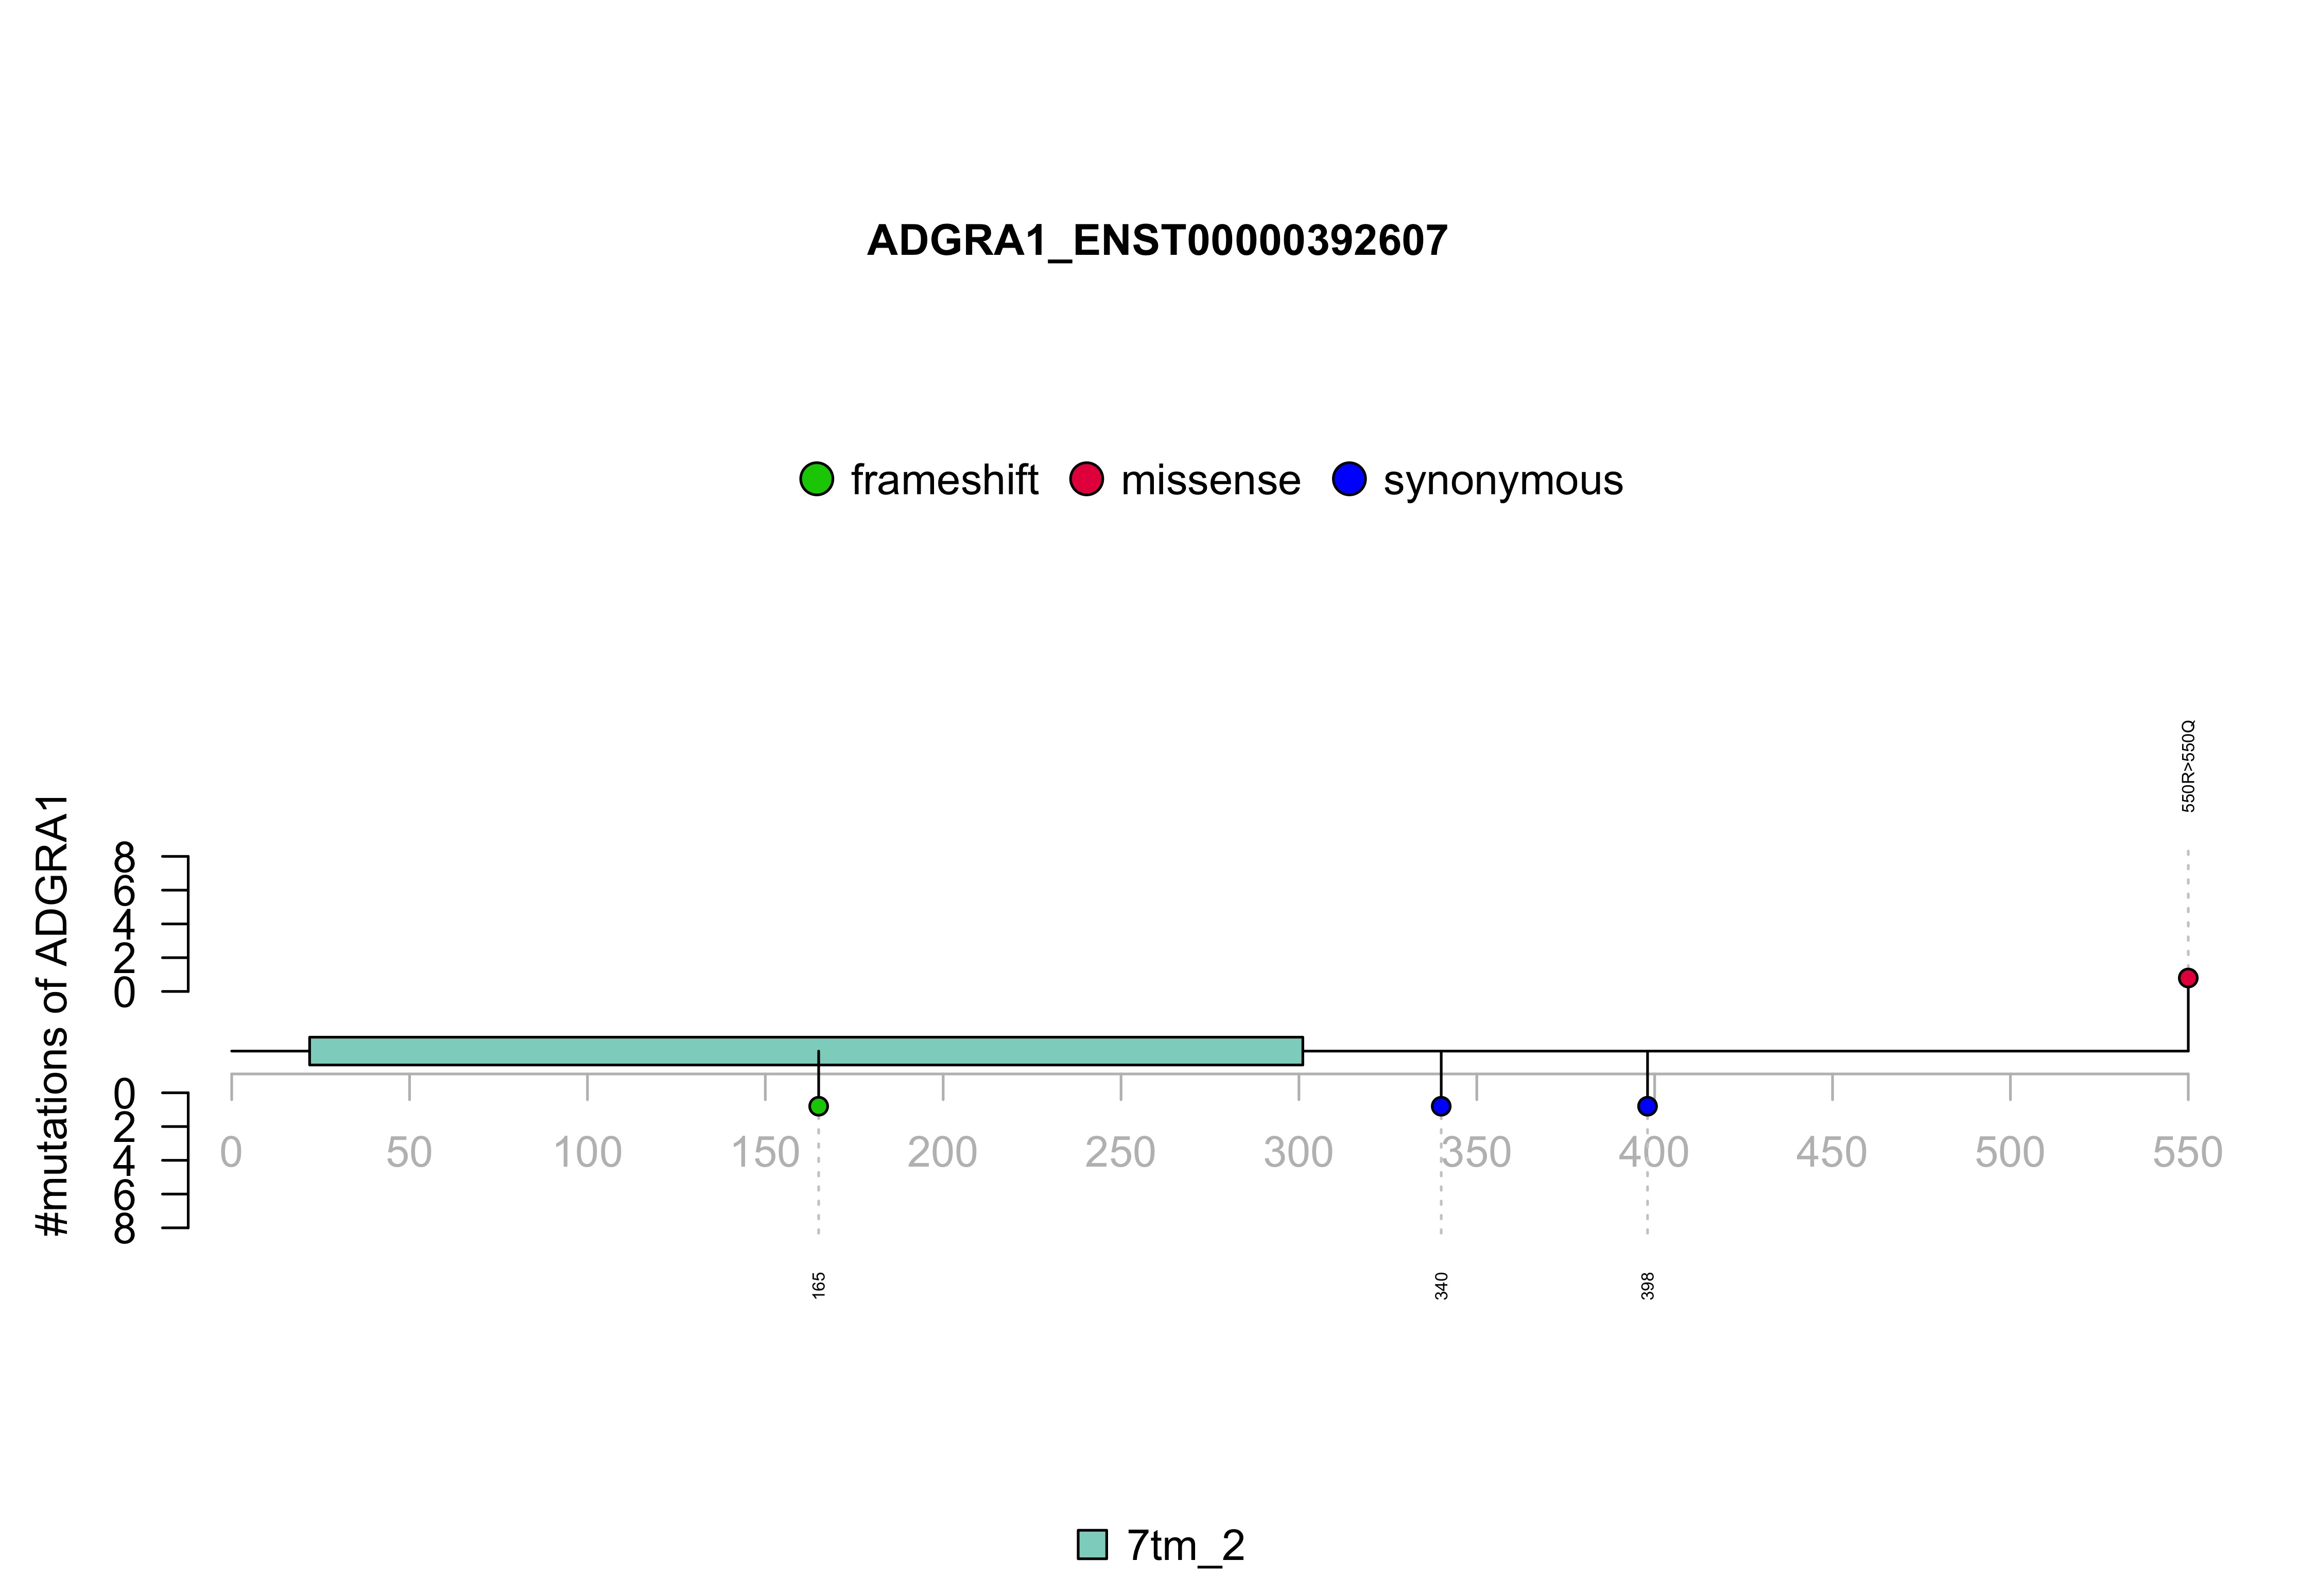 ADGRA1_ENST00000392607
frameshift missense synonymous
550R>550Q
#mutations of ADGRA1
8
6
4
2
0
0
2
4
6
8
0 50 100 150 200 250 300 350 400 450 500 550
165 340 398
7tm_2